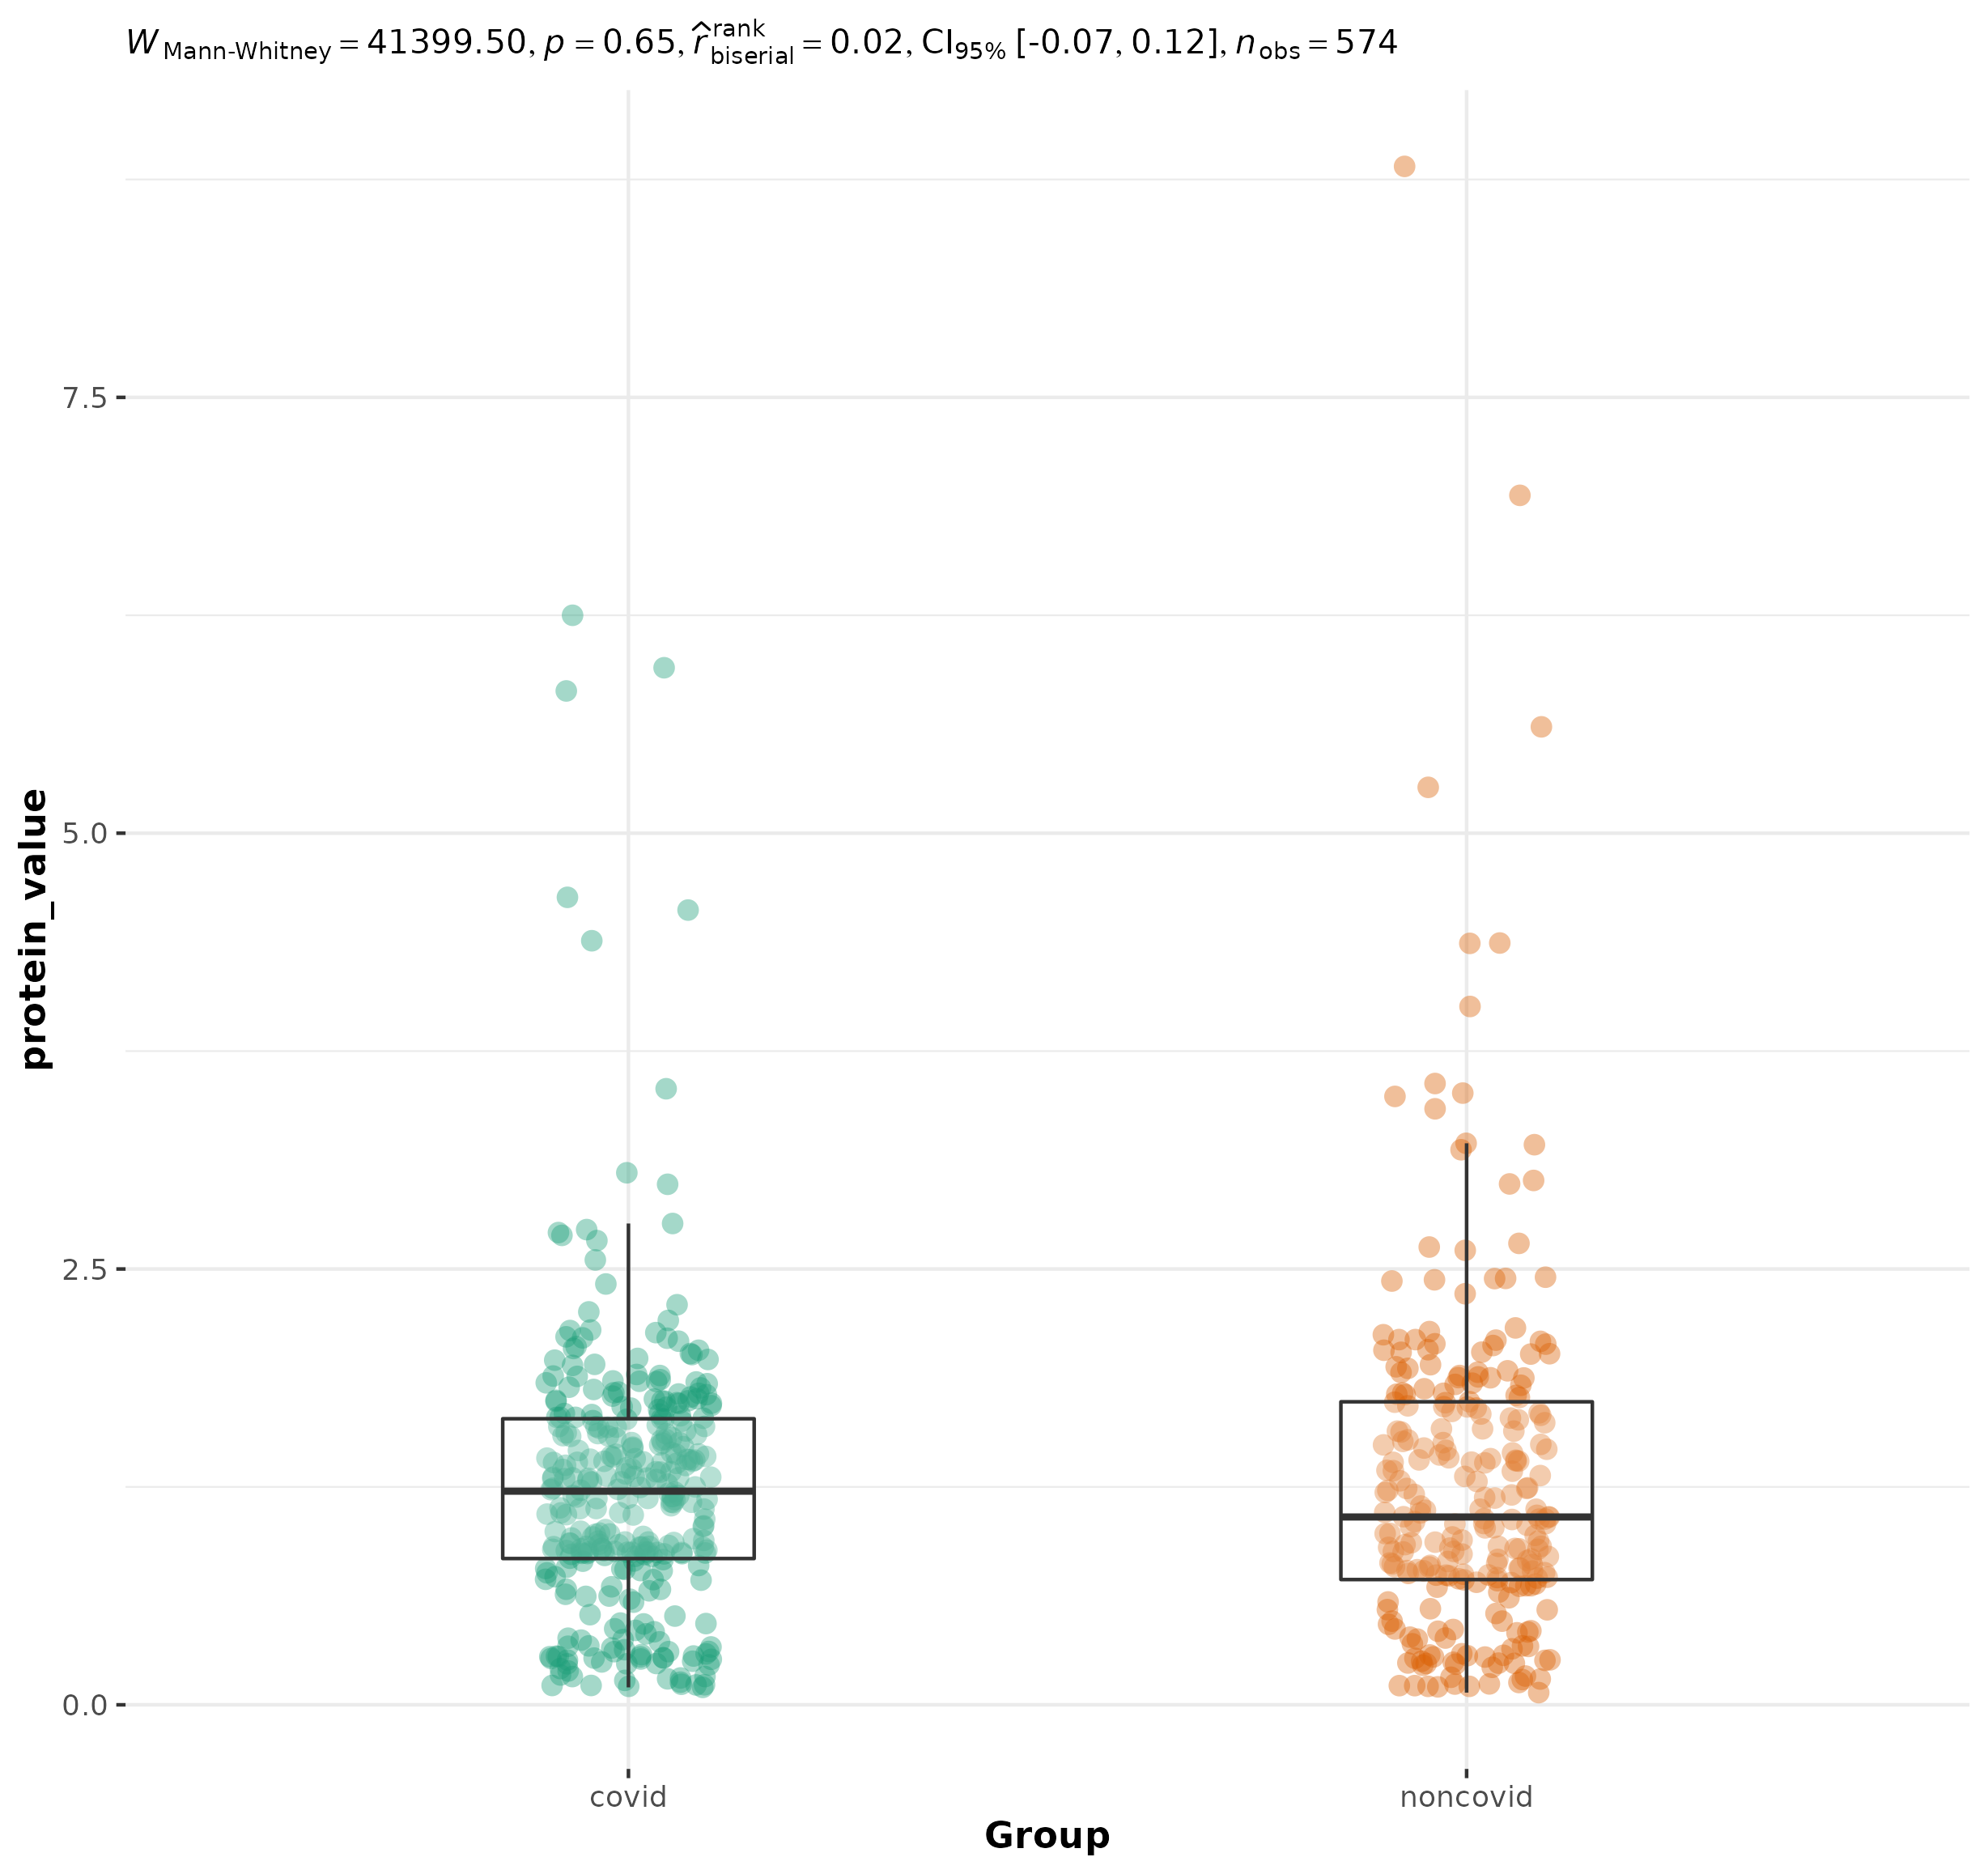 W Mann-Whitney = 41399.50, p = 0.65, r̂ rank biserial = 0.02, CI95% [-0.07, 0.12], n obs = 574
7.5
5.0
2.5
0.0
protein_value
covid noncovid
Group